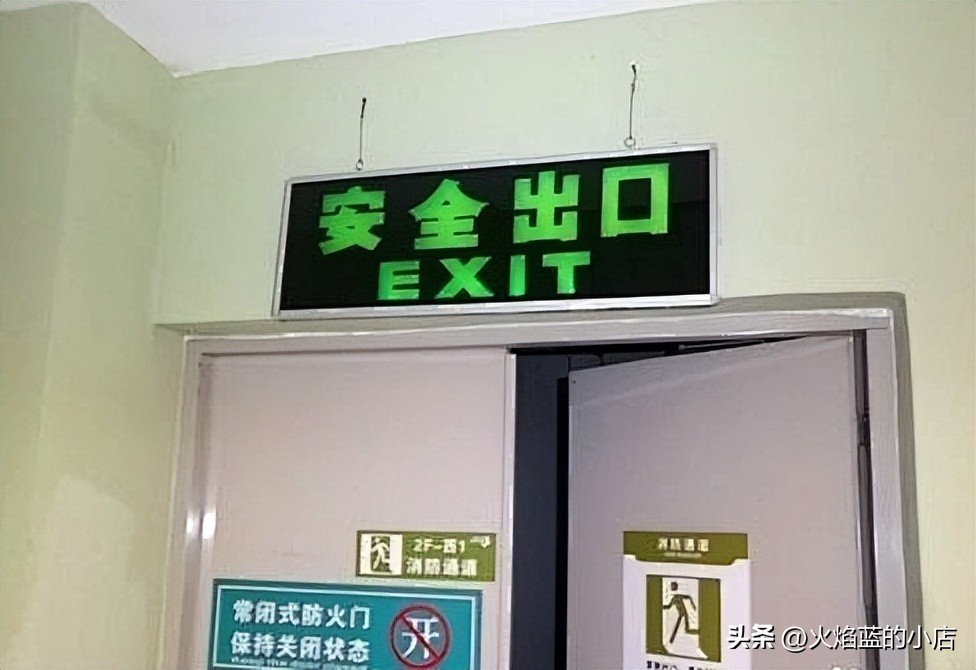 安全出口
EXIT
2F-西1
消防通道
常闭式防火门
保持关闭状态
开
消防通道
头条 @火焰蓝的小店